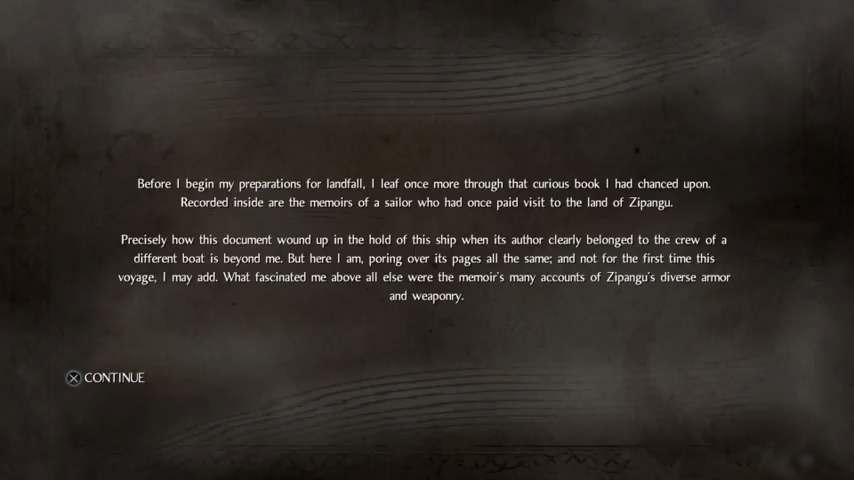 Before I begin my preparations for landfall, I leaf once more through that curious book I had chanced upon.
Recorded inside are the memoirs of a sailor who had once paid visit to the land of Zipangu.
Precisely how this document wound up in the hold of this ship when its author clearly belonged to the crew of a
different boat is beyond me. But here I am, poring over its pages all the same; and not for the first time this
voyage, I may add. What fascinated me above all else were the memoir's many accounts of Zipangu's diverse armor
and weaponry.
CONTINUE